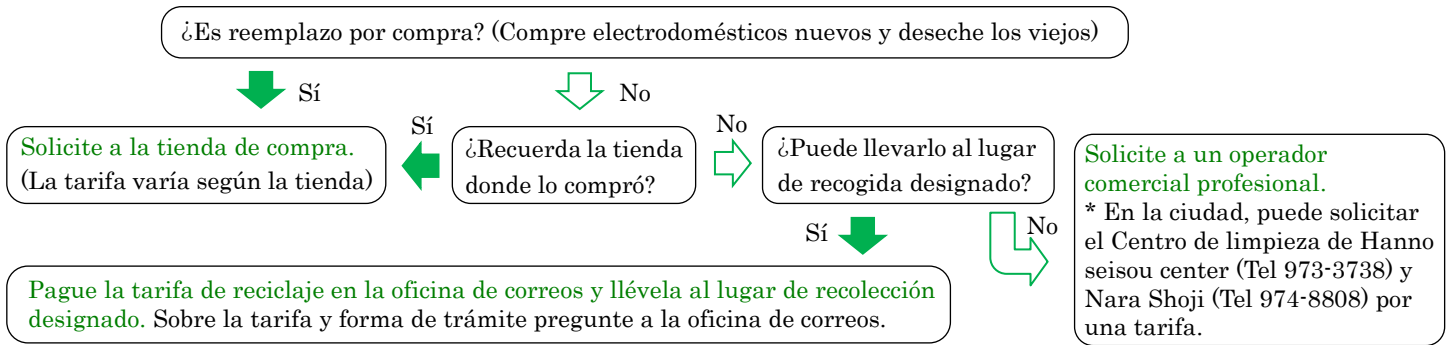 ¿Es reemplazo por compra? (Compre electrodomésticos nuevos y deseche los viejos)
Sí
No
Solicite a la tienda de compra.
(La tarifa varía según la tienda)
Sí
¿Recuerda la tienda
donde lo compró?
No
¿Puede llevarlo al lugar
de recogida designado?
Sí
No
Solicite a un operador
comercial profesional.
* En la ciudad, puede solicitar
el Centro de limpieza de Hanno
seisou center (Tel 973-3738) y
Nara Shoji (Tel 974-8808) por
una tarifa.
Pague la tarifa de reciclaje en la oficina de correos y llévela al lugar de recolección
designado. Sobre la tarifa y forma de trámite pregunte a la oficina de correos.